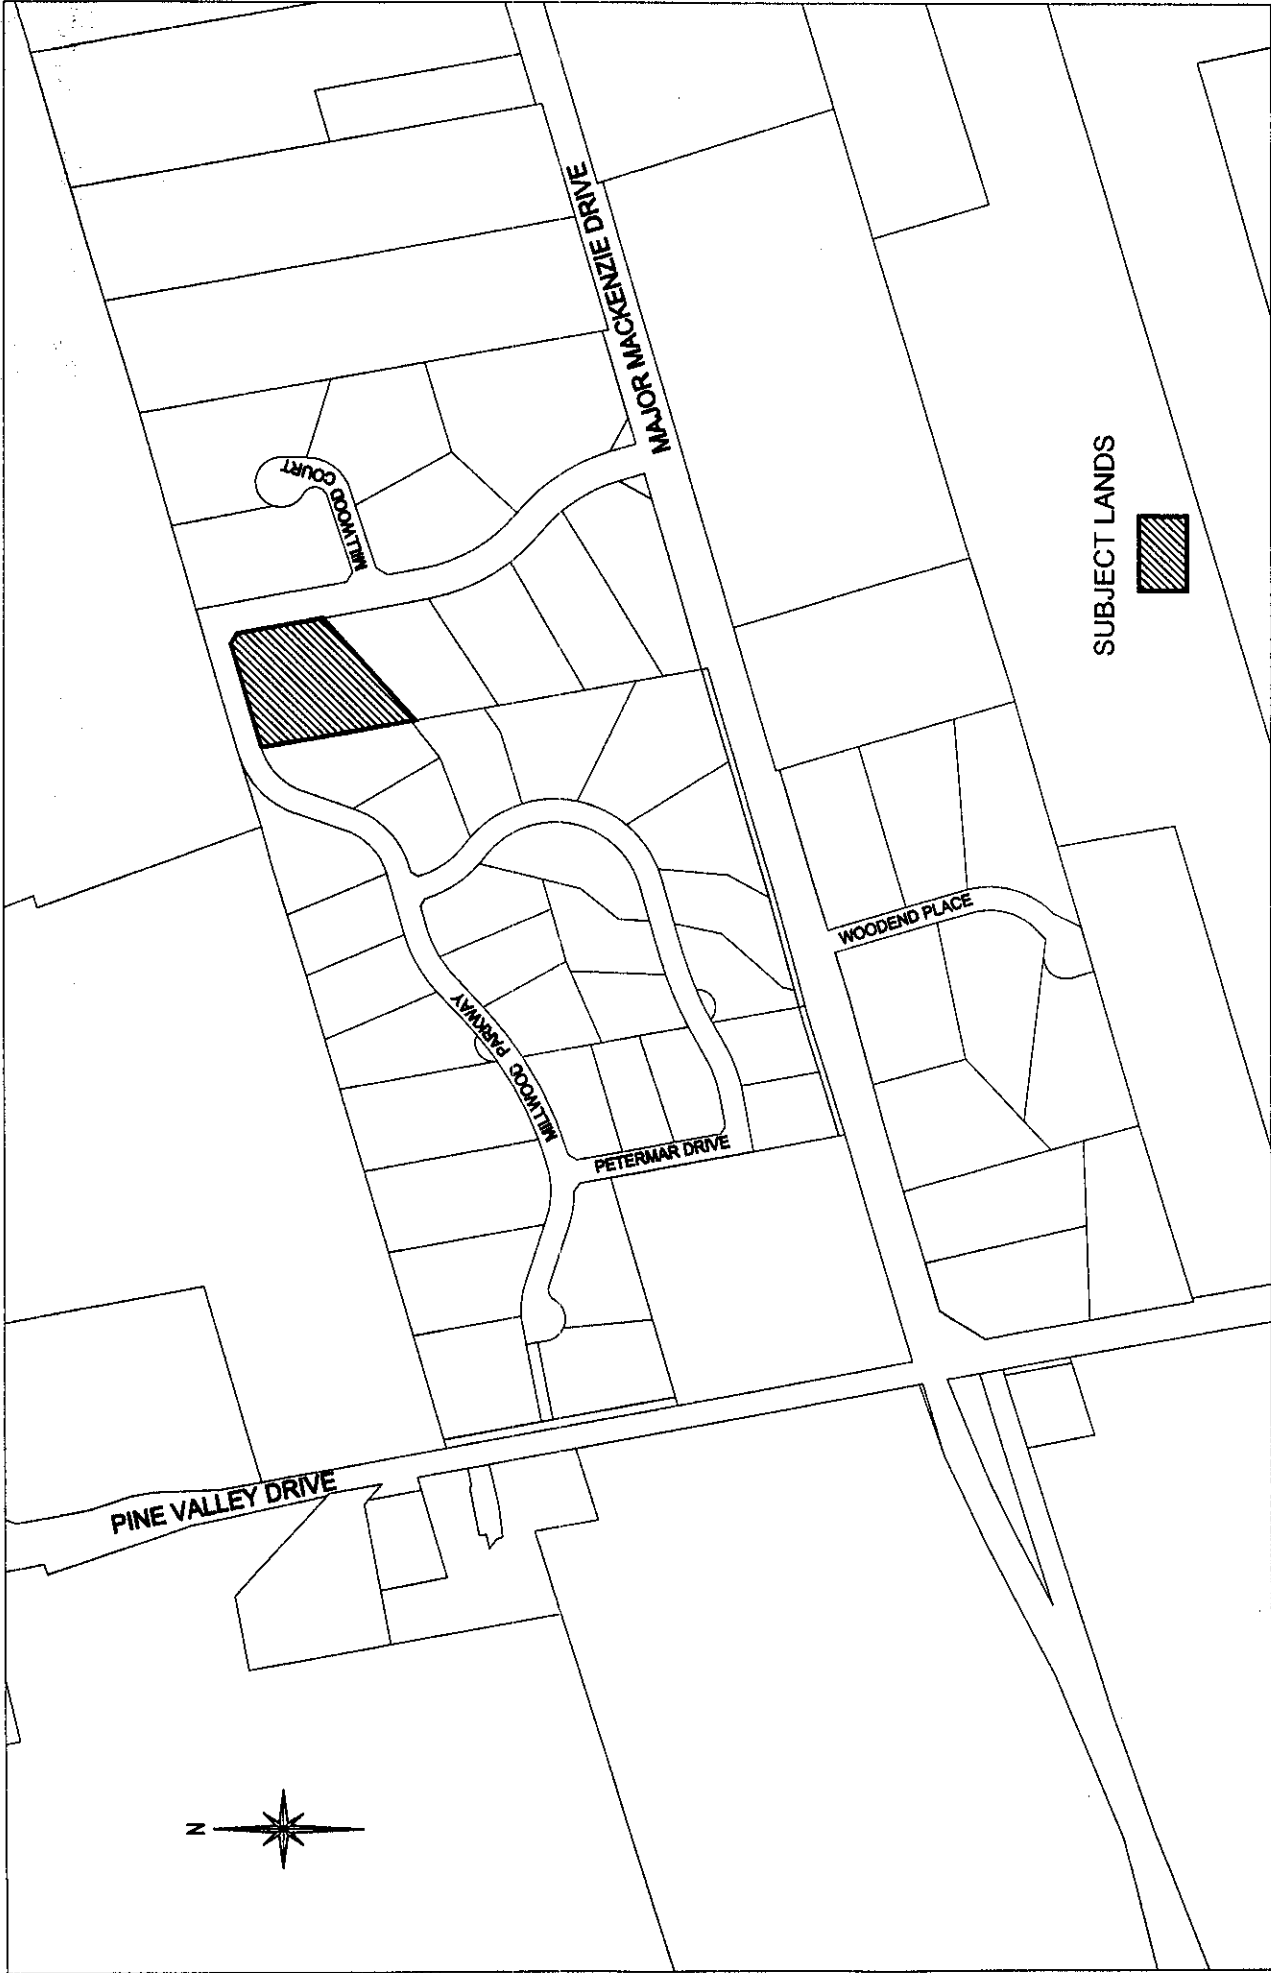 N
PINE VALLEY DRIVE
MILLWOOD COURT
MILLWOOD PARKWAY
PETERMAR DRIVE
MAJOR MACKENZIE DRIVE
WOODEND PLACE
SUBJECT LANDS